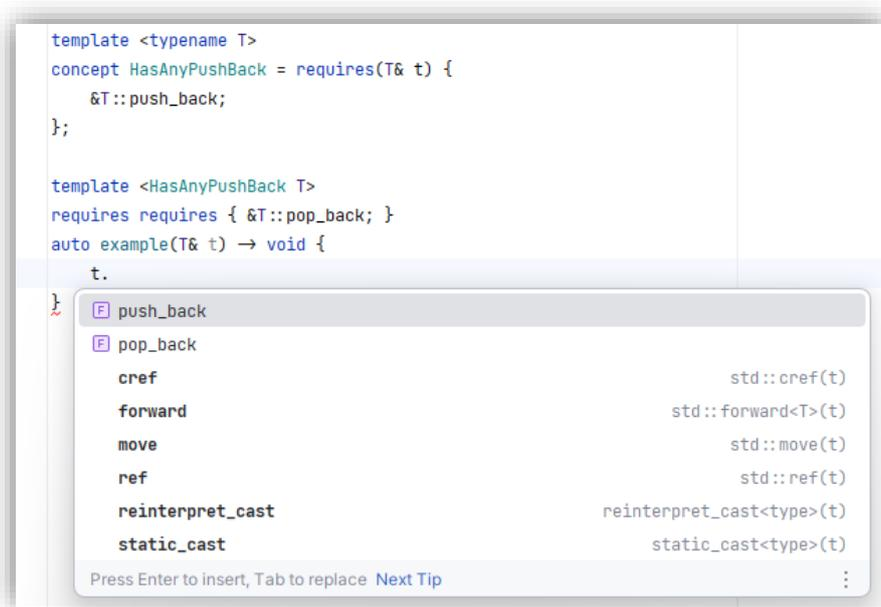 template <typename T>
concept HasAnyPushBack = requires(T& t) {
    &T::push_back;
};
template <HasAnyPushBack T>
requires requires { &T::pop_back; }
auto example(T& t) → void {
    t.
}
F push_back
F pop_back
cref std::cref(t)
forward std::forward<T>(t)
move std::move(t)
ref std::ref(t)
reinterpret_cast reinterpret_cast<type>(t)
static_cast static_cast<type>(t)
Press Enter to insert, Tab to replace Next Tip